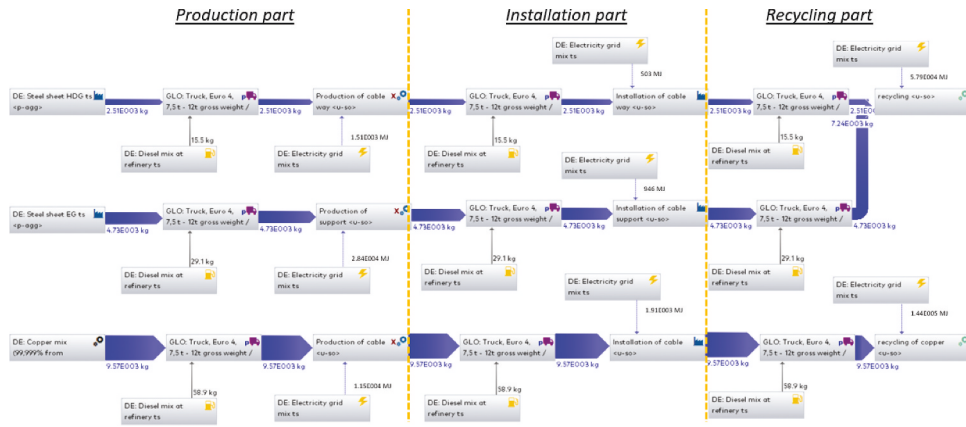 Production part
Installation part
Recycling part
DE: Electricity grid
mix ts
DE: Electricity grid
mix ts
503 MJ
5.79E004 MJ
DE: Steel sheet HDG ts
<p-agg>
GLO: Truck, Euro 4,
7,5 t - 12t gross weight /
Production of cable
way <u-so>
GLO: Truck, Euro 4,
7,5 t - 12t gross weight /
Installation of cable
way <u-so>
GLO: Truck, Euro 4,
7,5 t - 12t gross weight /
recycling <u-so>
2.51E003 kg
2.51E003 kg
2.51E003 kg
2.51E003 kg
2.51E003 kg
2.51E0
7.24E003 kg
15.5 kg
1.51E003 MJ
15.5 kg
15.5 kg
DE: Diesel mix at
refinery ts
DE: Electricity grid
mix ts
DE: Diesel mix at
refinery ts
DE: Electricity grid
mix ts
DE: Diesel mix at
refinery ts
946 MJ
DE: Steel sheet EG ts
<p-agg>
GLO: Truck, Euro 4,
7,5 t - 12t gross weight /
Production of
support <u-so>
GLO: Truck, Euro 4,
7,5 t - 12t gross weight /
Installation of cable
support <u-so>
GLO: Truck, Euro 4,
7,5 t - 12t gross weight /
4.73E003 kg
4.73E003 kg
4.73E003 kg
4.73E003 kg
4.73E003 kg
4.73E003 kg
29.1 kg
2.84E004 MJ
29.1 kg
29.1 kg
DE: Diesel mix at
refinery ts
DE: Electricity grid
mix ts
DE: Diesel mix at
refinery ts
DE: Electricity grid
mix ts
DE: Diesel mix at
refinery ts
DE: Electricity grid
mix ts
1.91E003 MJ
1.44E005 MJ
DE: Copper mix
(99,999% from
GLO: Truck, Euro 4,
7,5 t - 12t gross weight /
Production of cable
<u-so>
GLO: Truck, Euro 4,
7,5 t - 12t gross weight /
Installation of cable
<u-so>
GLO: Truck, Euro 4,
7,5 t - 12t gross weight /
recycling of copper
<u-so>
9.57E003 kg
9.57E003 kg
9.57E003 kg
9.57E003 kg
9.57E003 kg
9.57E003 kg
58.9 kg
1.15E004 MJ
58.9 kg
58.9 kg
DE: Diesel mix at
refinery ts
DE: Electricity grid
mix ts
DE: Diesel mix at
refinery ts
DE: Diesel mix at
refinery ts